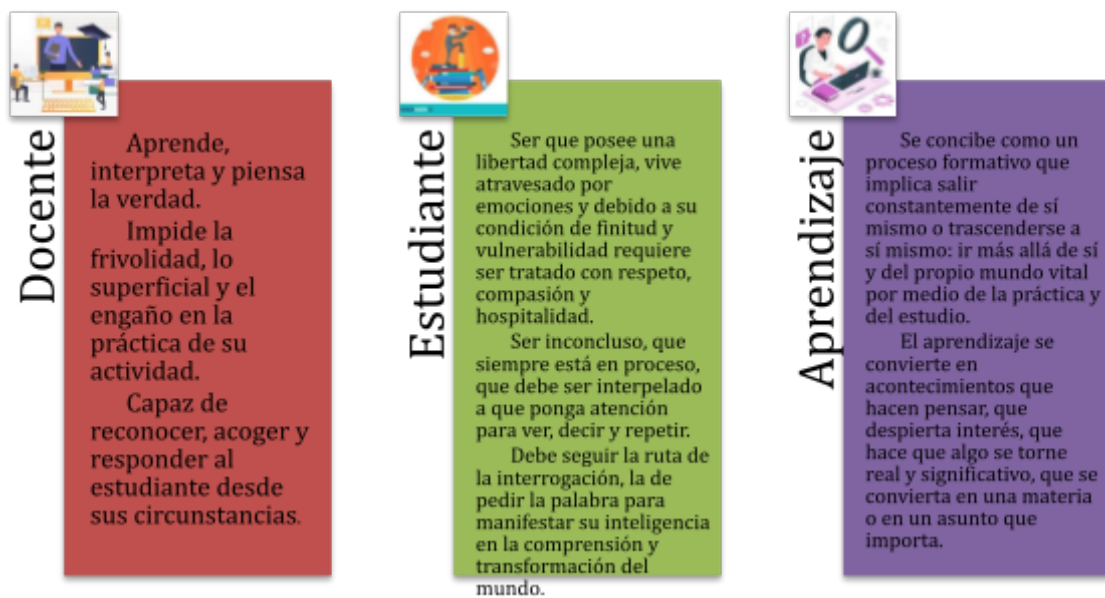 Docente
Aprende,
interpreta y piensa
la verdad.
Impide la
frivolidad, lo
superficial y el
engaño en la
práctica de su
actividad.
Capaz de
reconocer, acoger y
responder al
estudiante desde
sus circunstancias.
Estudiante
Ser que posee una
libertad compleja, vive
atravesado por
emociones y debido a su
condición de finitud y
vulnerabilidad requiere
ser tratado con respeto,
compasión y
hospitalidad.
Ser inconcluso, que
siempre está en proceso,
que debe ser interpelado
a que ponga atención
para ver, decir y repetir.
Debe seguir la ruta de
la interrogación, la de
pedir la palabra para
manifestar su inteligencia
en la comprensión y
transformación del
mundo.
Aprendizaje
Se concibe como un
proceso formativo que
implica salir
constantemente de sí
mismo o trascenderse a
sí mismo: ir más allá de sí
y del propio mundo vital
por medio de la práctica y
del estudio.
El aprendizaje se
convierte en
acontecimientos que
hacen pensar, que
despierta interés, que
hace que algo se torne
real y significativo, que se
convierta en una materia
o en un asunto que
importa.